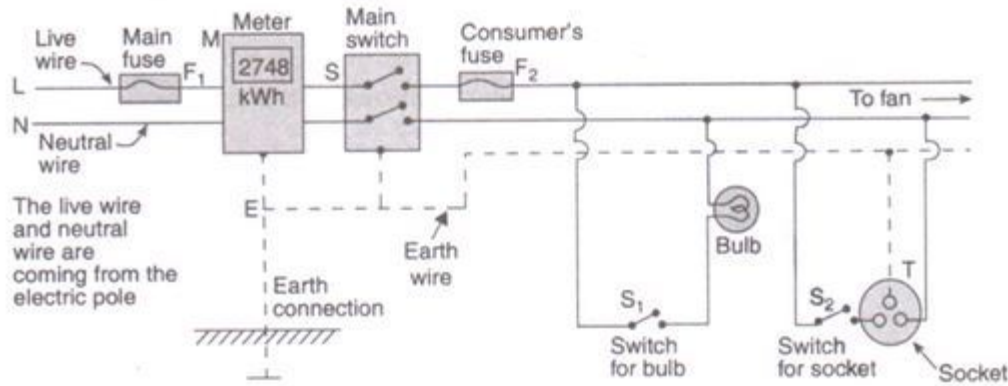 Live
wire
Main
fuse
Meter
Main
switch
Consumer's
fuse
L
F1
M
2748
kWh
S
F2
To fan
N
Neutral
wire
The live wire
and neutral
wire are
coming from the
electric pole
E
Earth
wire
Earth
connection
Bulb
S1
Switch
for bulb
S2
Switch
for socket
T
Socket